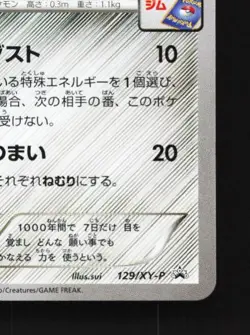 ケモン 高さ：0.3m 重さ：1.1kg
ジム
ダスト 10
いる特殊エネルギーを1個選び、
場合、次の相手の番、このポケ
受けない。
のまい 20
それぞれねむりにする。
1000年間で 7日だけ 目を
覚まし どんな 願い事でも
かなえる 力を 使うという。
Illus.sui 129/XY-P
o/Creatures/GAME FREAK.